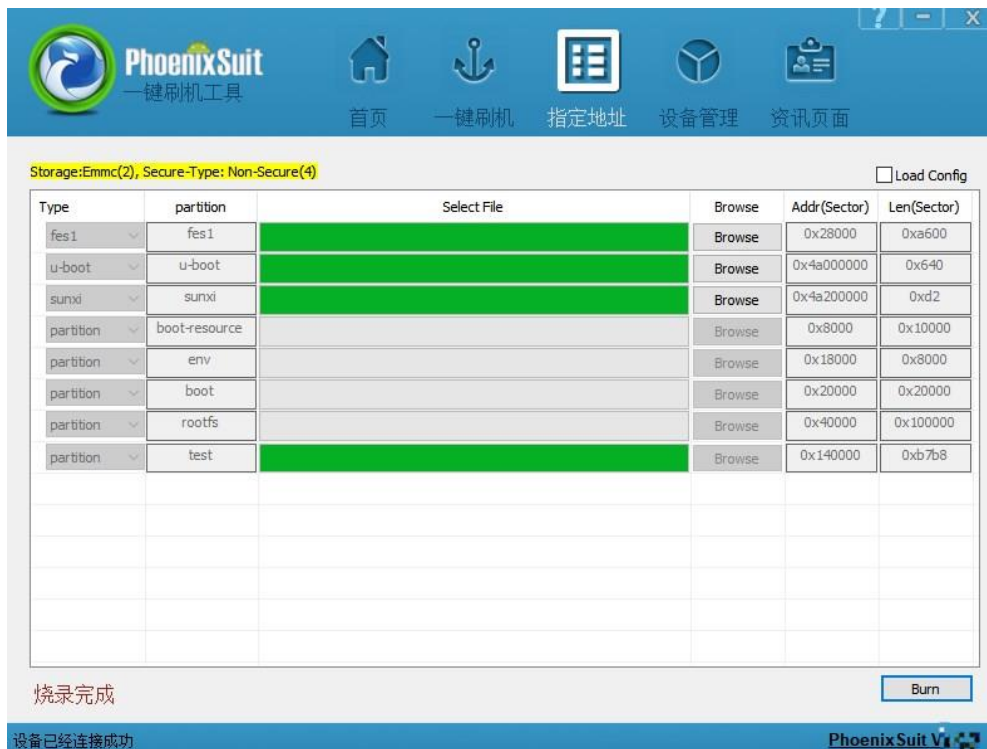 ? — X
PhoenixSuit
一键刷机工具
首页 一键刷机 指定地址 设备管理 资讯页面
Storage:Emmc(2), Secure-Type: Non-Secure(4)
Load Config
Type partition Select File Browse Addr(Sector) Len(Sector)
fes1 fes1 Browse 0x28000 0xa600
u-boot u-boot Browse 0x4a000000 0x640
sunxi sunxi Browse 0x4a200000 0xd2
partition boot-resource Browse 0x8000 0x10000
partition env Browse 0x18000 0x8000
partition boot Browse 0x20000 0x20000
partition rootfs Browse 0x40000 0x100000
partition test Browse 0x140000 0xb7b8
烧录完成
Burn
设备已经连接成功
PhoenixSuit